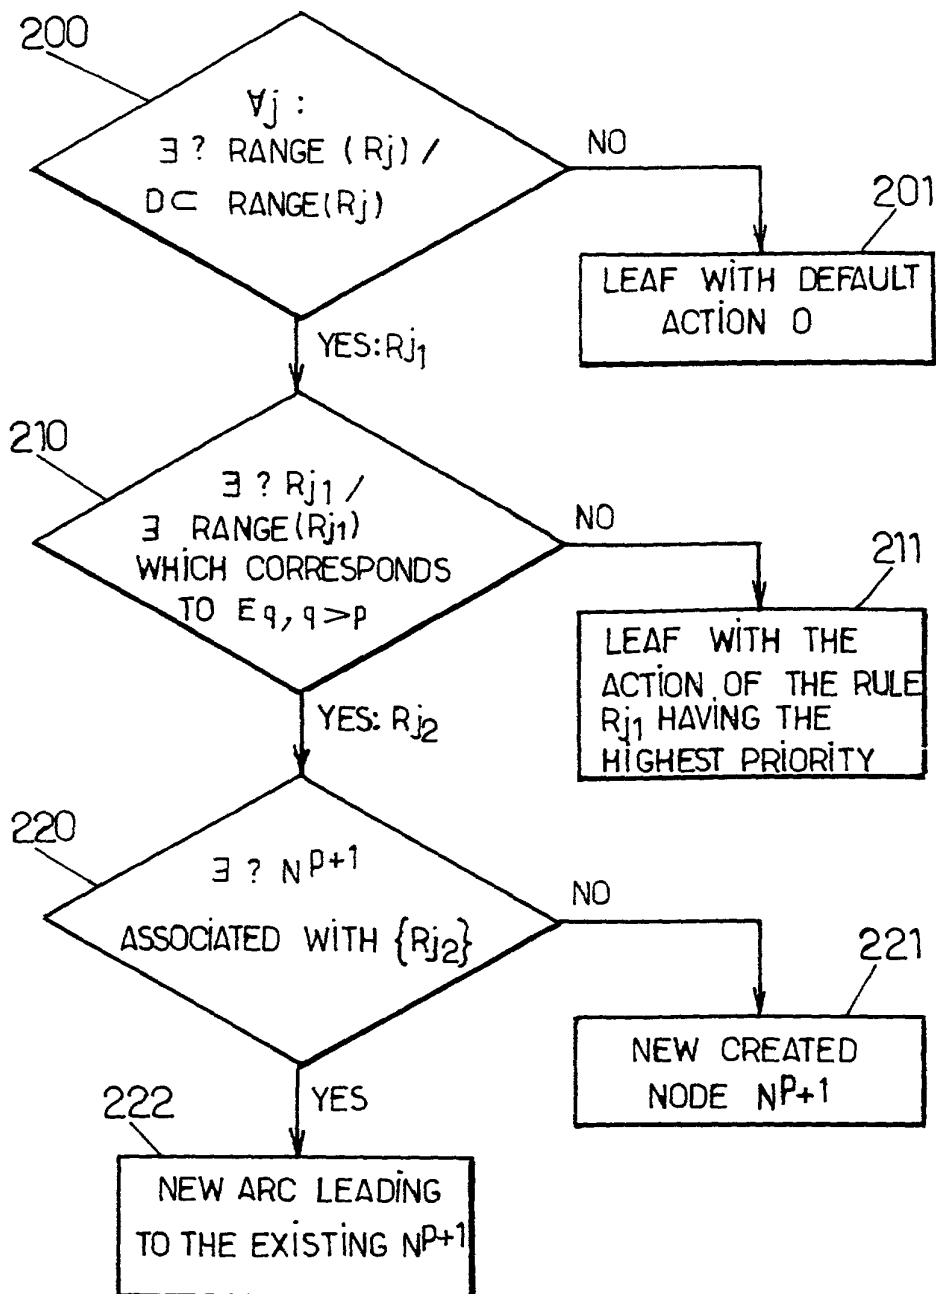 200
∀j :
∃ ? RANGE (Rj) /
D⊂ RANGE(Rj)
NO
201
LEAF WITH DEFAULT
ACTION 0
YES: Rj1
210
∃ ? Rj1 /
∃ RANGE(Rj1)
WHICH CORRESPONDS
TO Eq, q>p
NO
211
LEAF WITH THE
ACTION OF THE RULE
Rj1 HAVING THE
HIGHEST PRIORITY
YES: Rj2
220
∃ ? N^P+1
ASSOCIATED WITH {Rj2}
NO
221
NEW CREATED
NODE N^P+1
YES
222
NEW ARC LEADING
TO THE EXISTING N^P+1